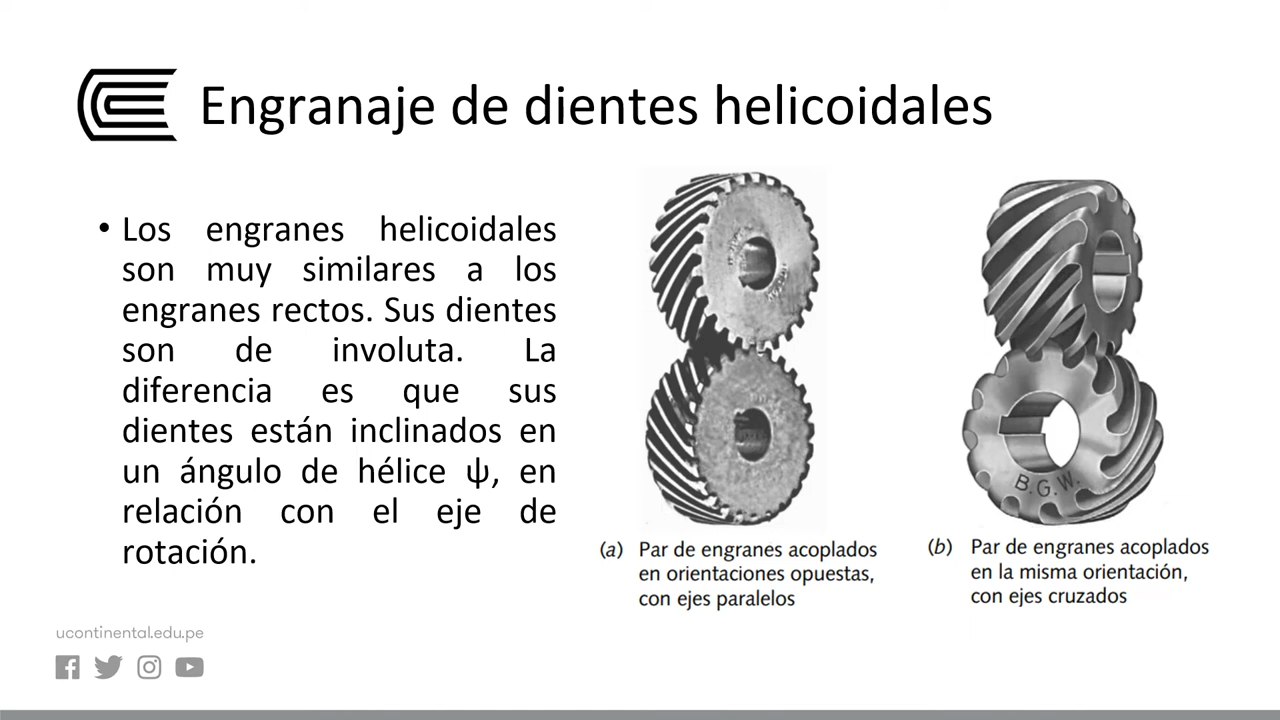 Engranaje de dientes helicoidales
• Los engranes helicoidales
son muy similares a los
engranes rectos. Sus dientes
son de involuta. La
diferencia es que sus
dientes están inclinados en
un ángulo de hélice ψ, en
relación con el eje de
rotación.
B.G.W.
(a) Par de engranes acoplados
en orientaciones opuestas,
con ejes paralelos
(b) Par de engranes acoplados
en la misma orientación,
con ejes cruzados
ucontinental.edu.pe